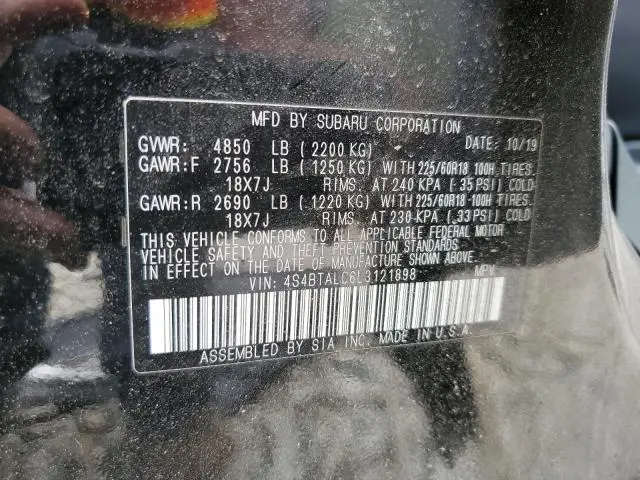 MFD BY SUBARU CORPORATION
GVWR: 4850 LB (2200 KG) DATE: 10/19
GAWR:F 2756 LB (1250 KG) WITH 225/60R18 100H TIRES.
18X7J RIMS. AT 240 KPA (35 PSI) COLD
GAWR:R 2690 LB (1220 KG) WITH 225/60R18 100H TIRES.
18X7J RIMS. AT 230 KPA (33 PSI) COLD
THIS VEHICLE CONFORMS TO ALL APPLICABLE FEDERAL MOTOR
VEHICLE SAFETY AND THEFT PREVENTION STANDARDS
IN EFFECT ON THE DATE OF MANUFACTURE SHOWN ABOVE.
VIN: 4S4BTALC6L3121898 MPV
ASSEMBLED BY SIA INC. MADE IN U.S.A.